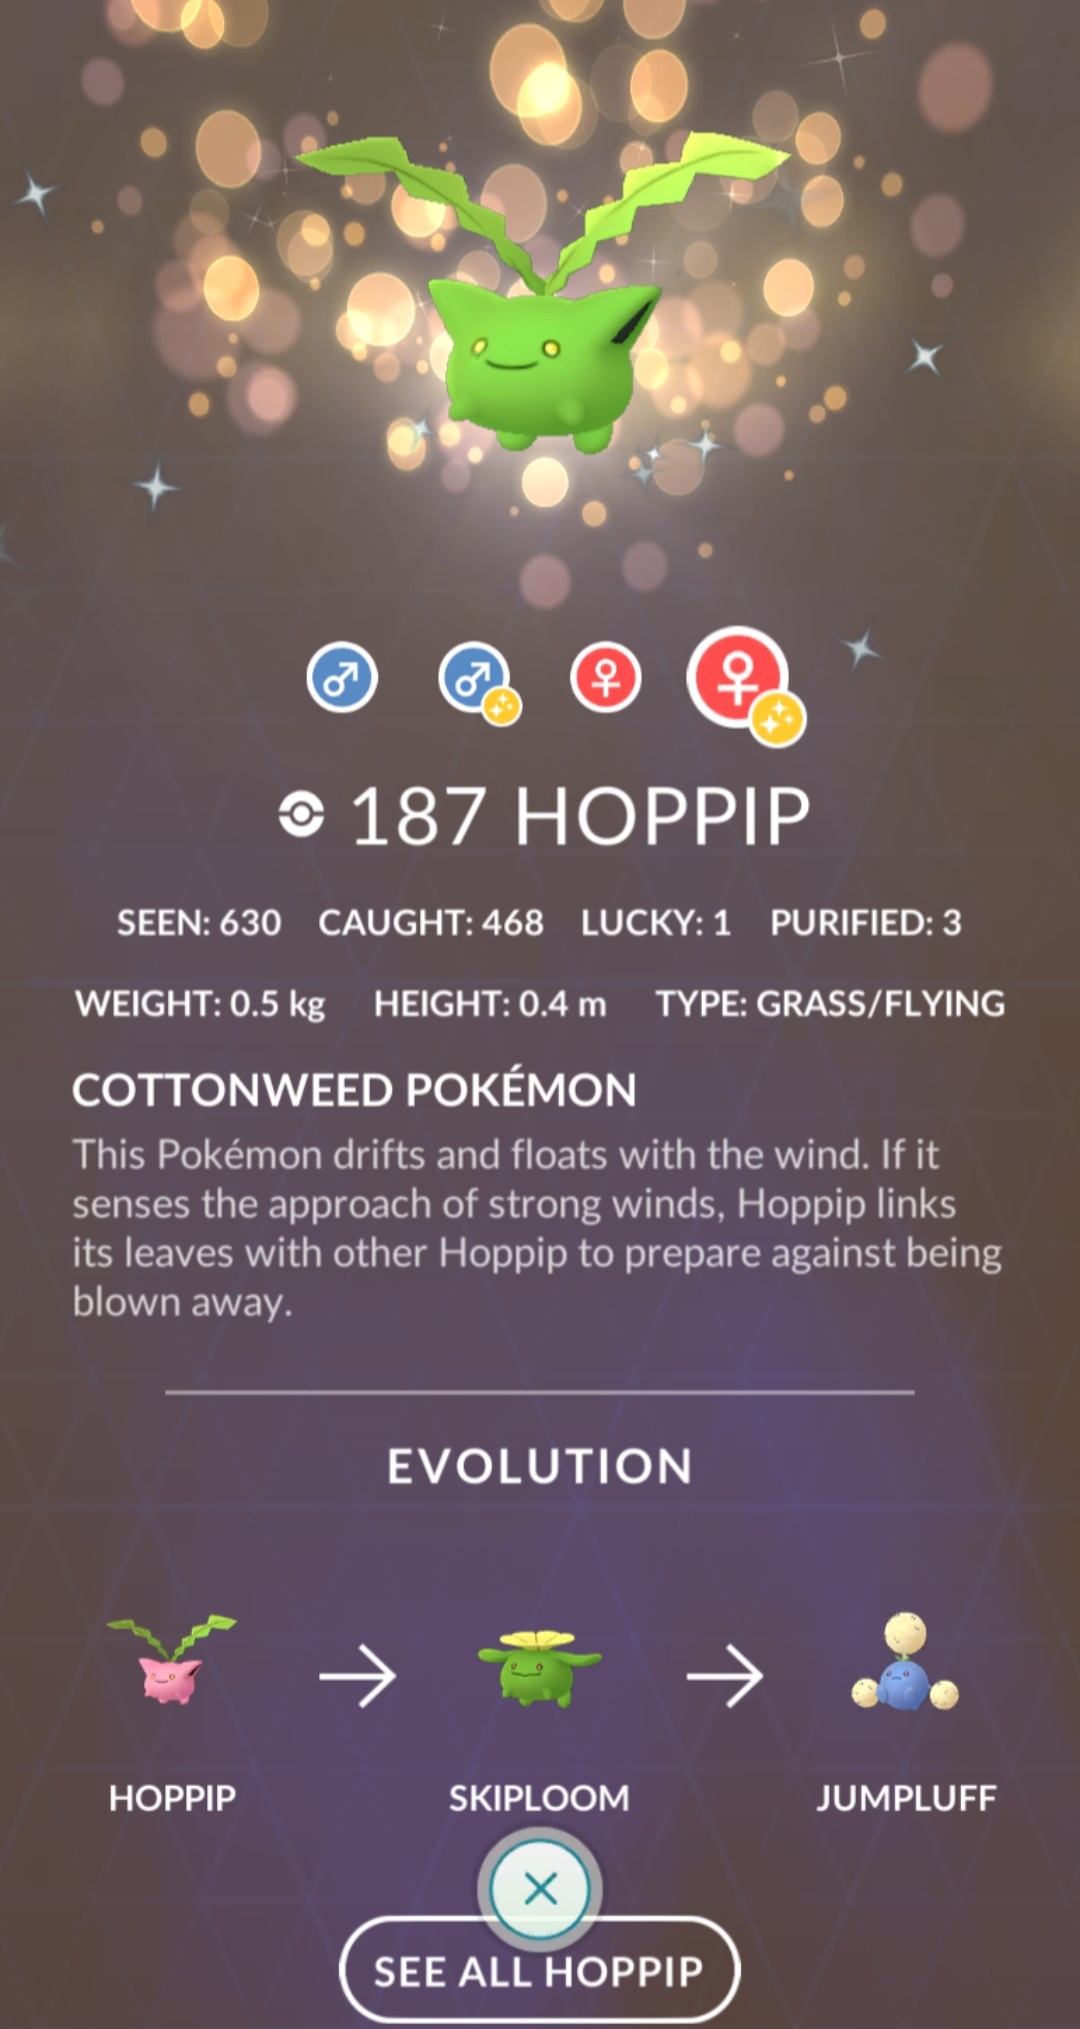 187 HOPPIP
SEEN: 630 CAUGHT: 468 LUCKY: 1 PURIFIED: 3
WEIGHT: 0.5 kg HEIGHT: 0.4 m TYPE: GRASS/FLYING
COTTONWEED POKÉMON
This Pokémon drifts and floats with the wind. If it
senses the approach of strong winds, Hoppip links
its leaves with other Hoppip to prepare against being
blown away.
EVOLUTION
HOPPIP SKIPLOOM JUMPLUFF
SEE ALL HOPPIP